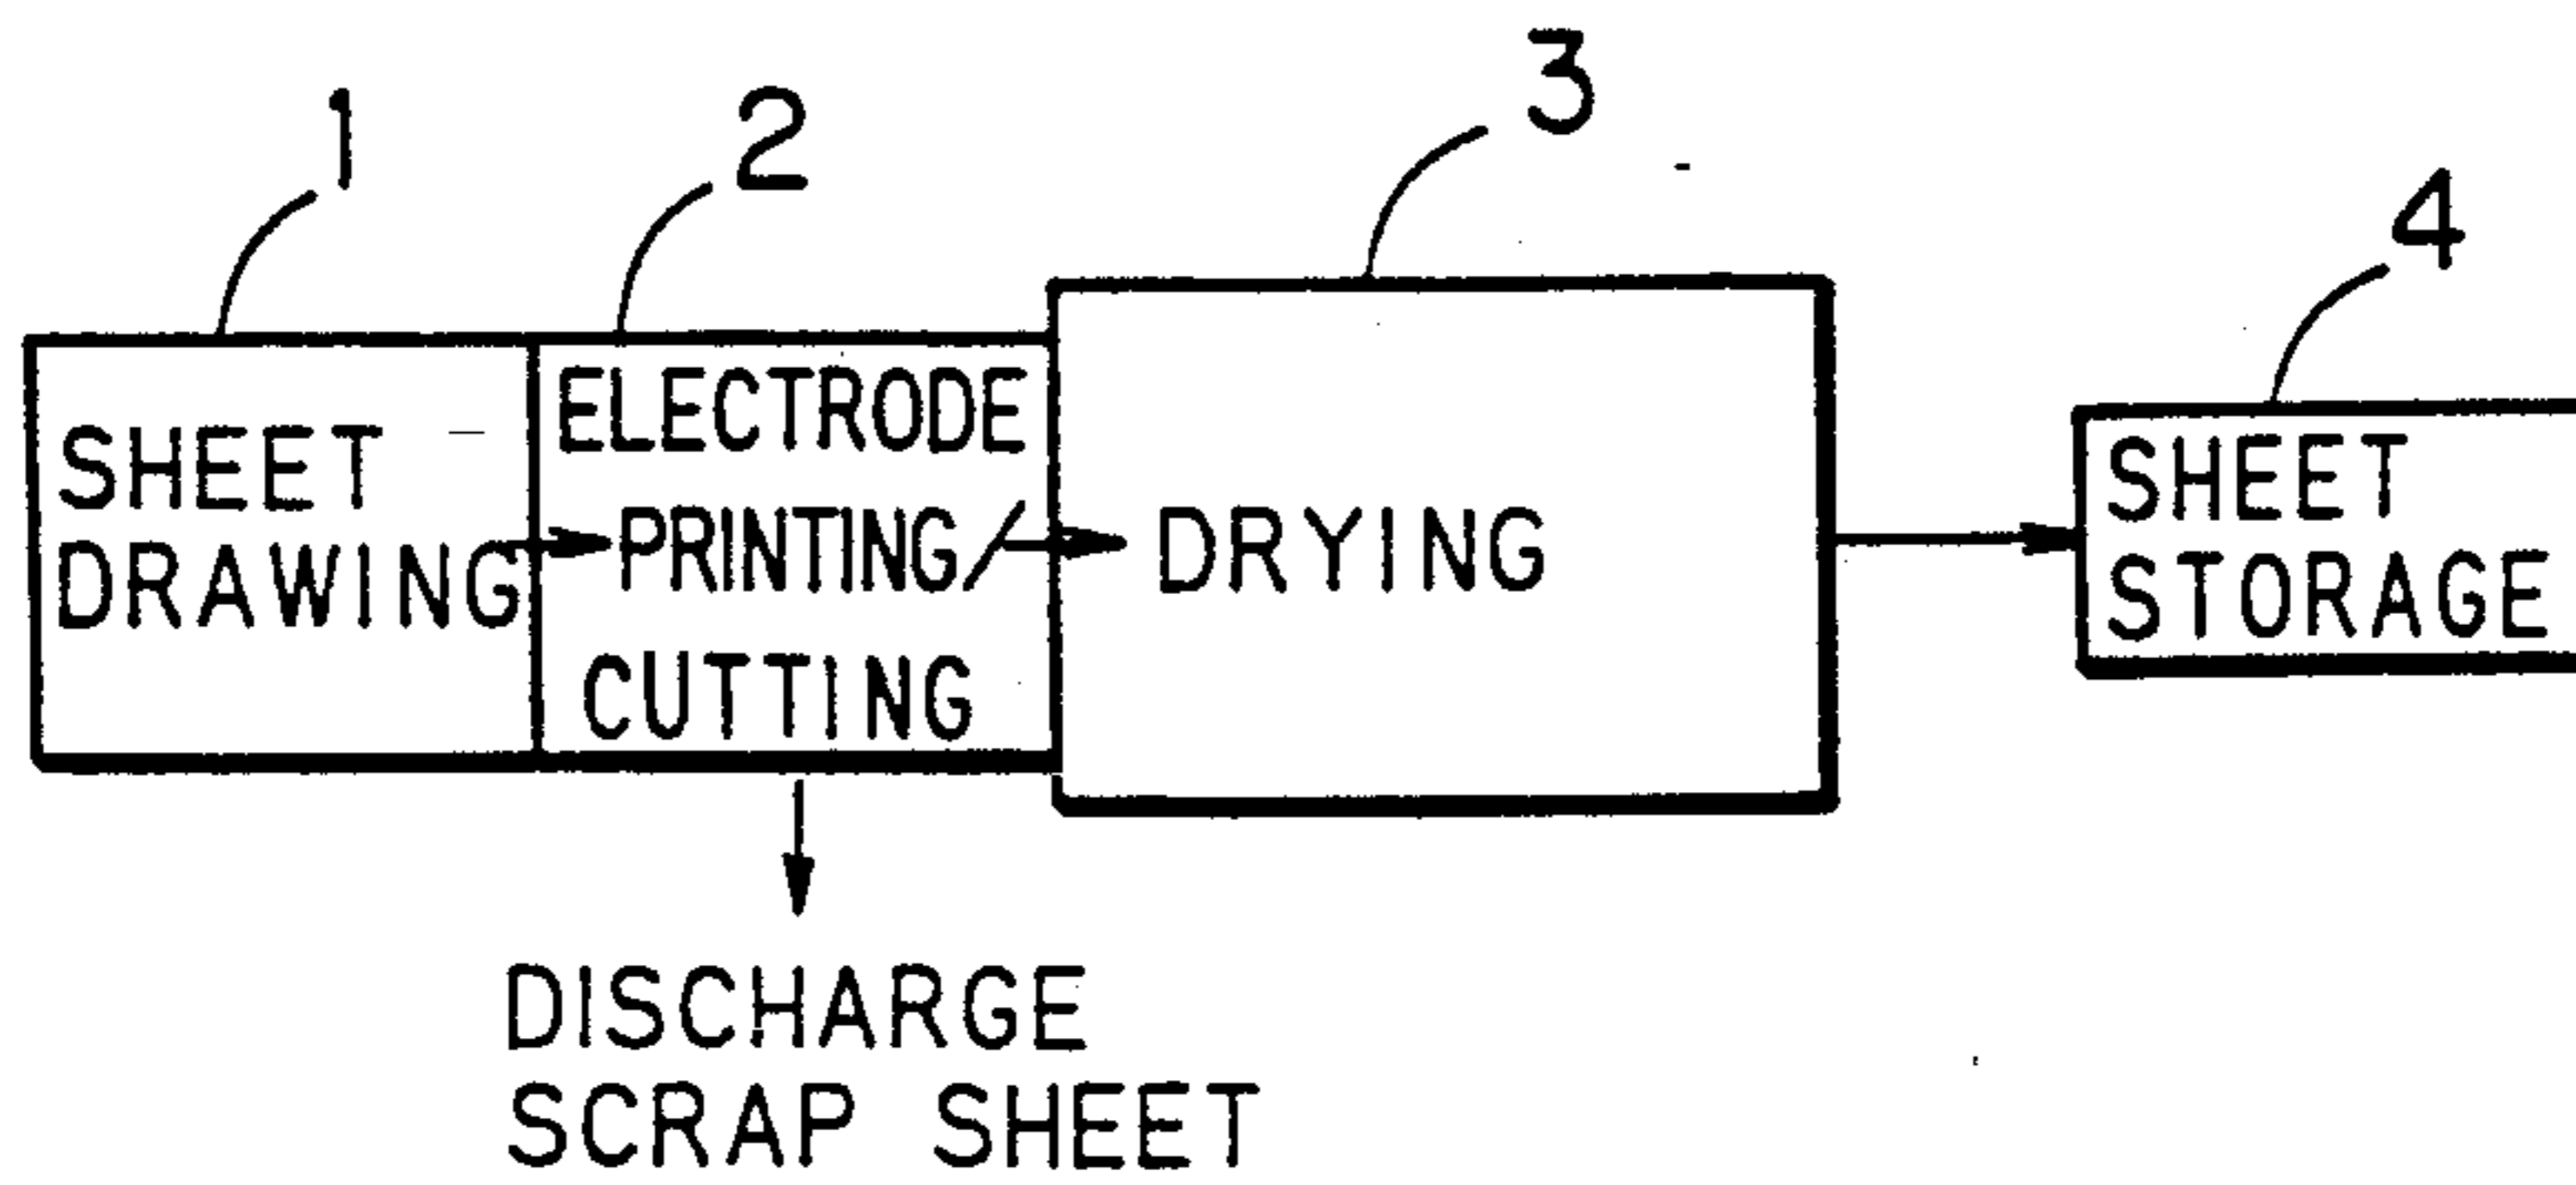 1
2
3
4
SHEET
DRAWING
ELECTRODE
PRINTING/
CUTTING
DRYING
SHEET
STORAGE
DISCHARGE
SCRAP SHEET